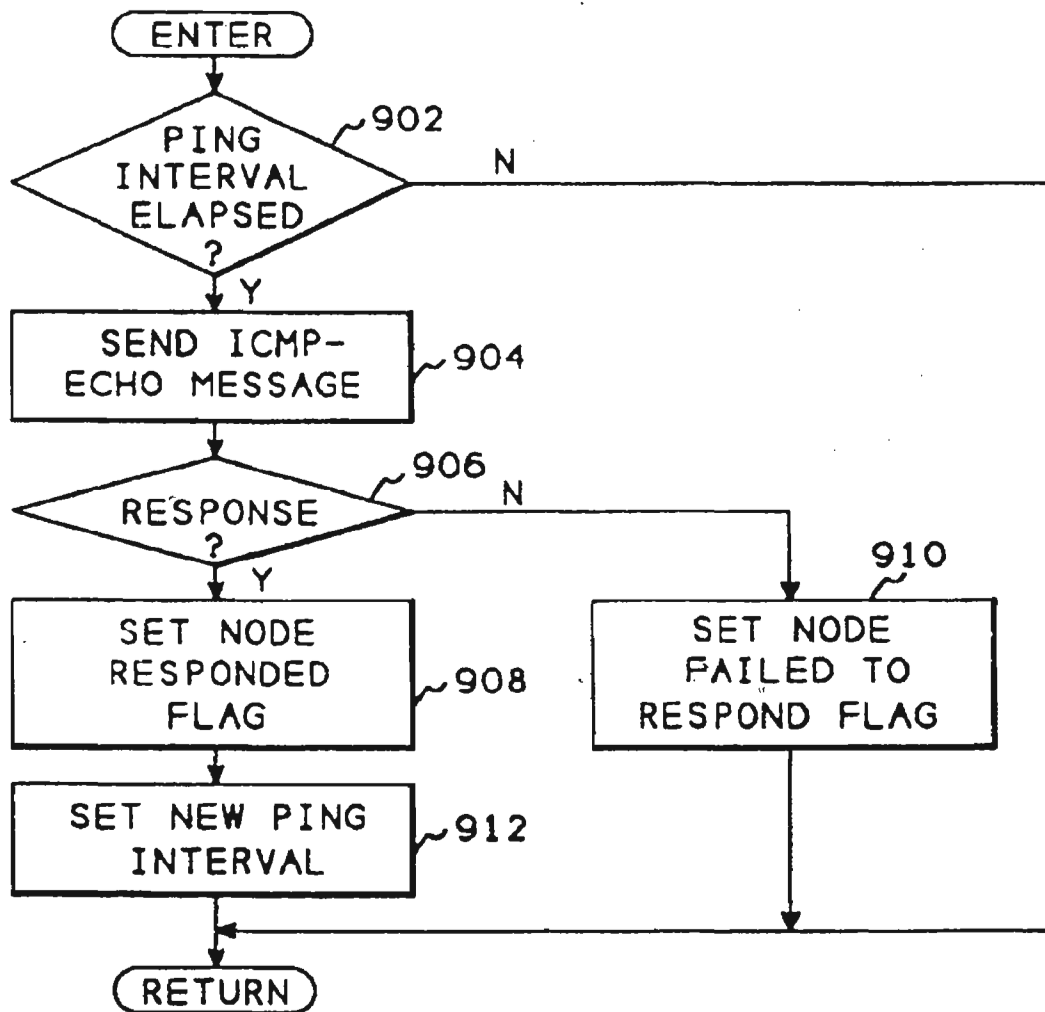 ENTER
902
PING
INTERVAL
ELAPSED
?
N
Y
SEND ICMP-
ECHO MESSAGE
904
906
RESPONSE
?
N
Y
910
SET NODE
RESPONDED
FLAG
908
SET NODE
FAILED TO
RESPOND FLAG
SET NEW PING
INTERVAL
912
RETURN